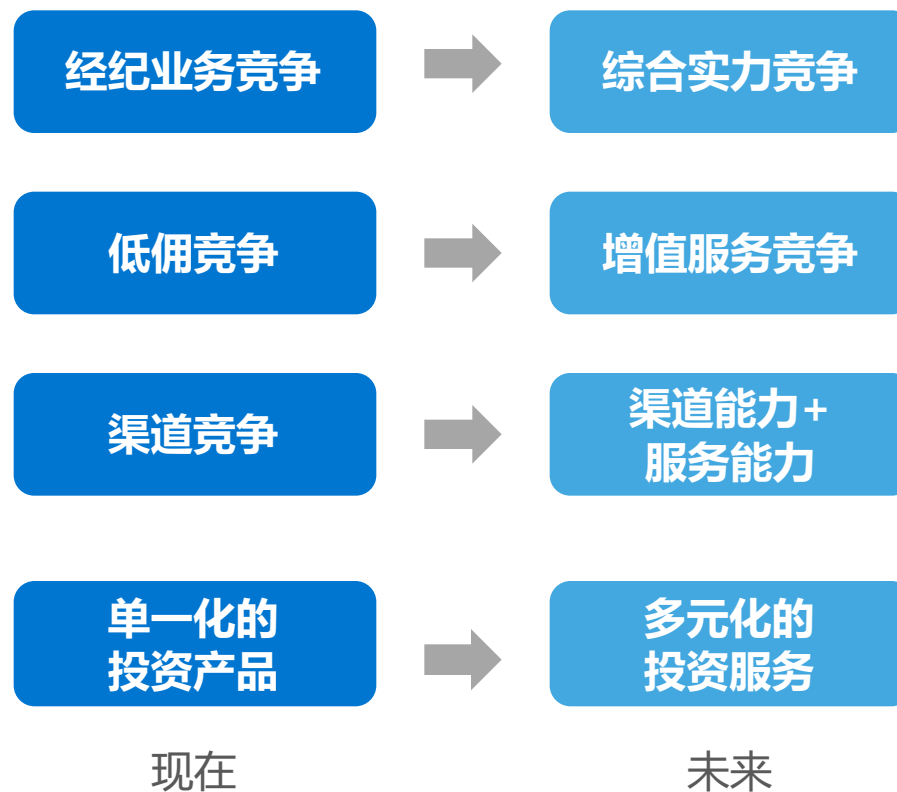 经纪业务竞争
综合实力竞争
低佣竞争
增值服务竞争
渠道竞争
渠道能力+
服务能力
单一化的
投资产品
多元化的
投资服务
现在
未来